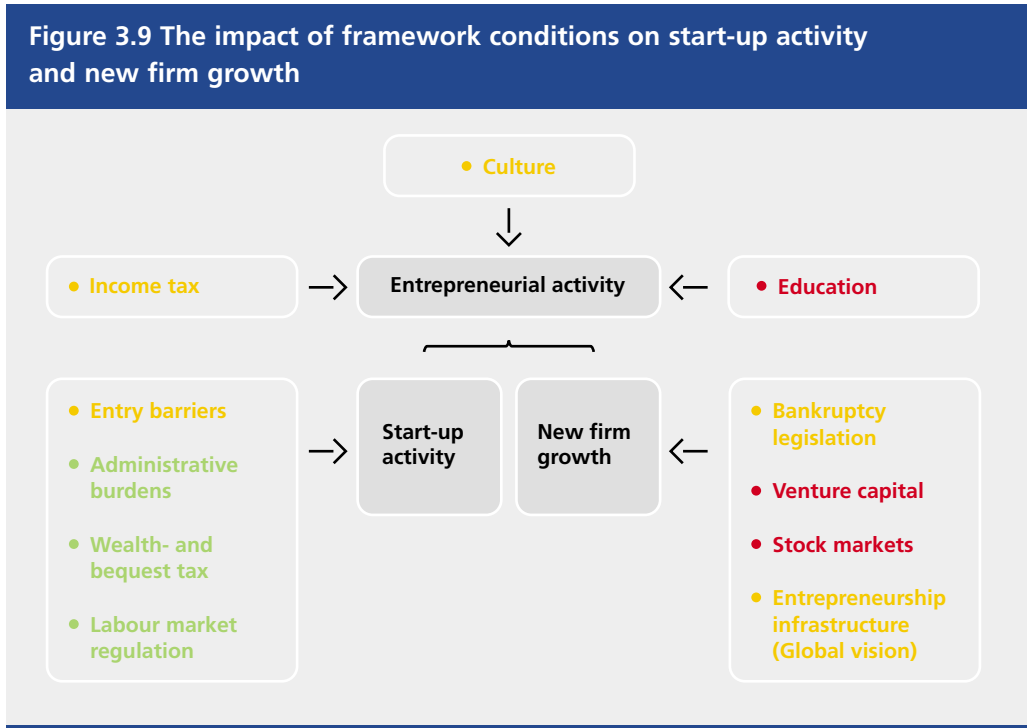 Figure 3.9 The impact of framework conditions on start-up activity
and new firm growth
• Culture
• Income tax
Entrepreneurial activity
• Education
• Entry barriers
• Administrative
burdens
• Wealth- and
bequest tax
• Labour market
regulation
Start-up
activity
New firm
growth
• Bankruptcy
legislation
• Venture capital
• Stock markets
• Entrepreneurship
infrastructure
(Global vision)